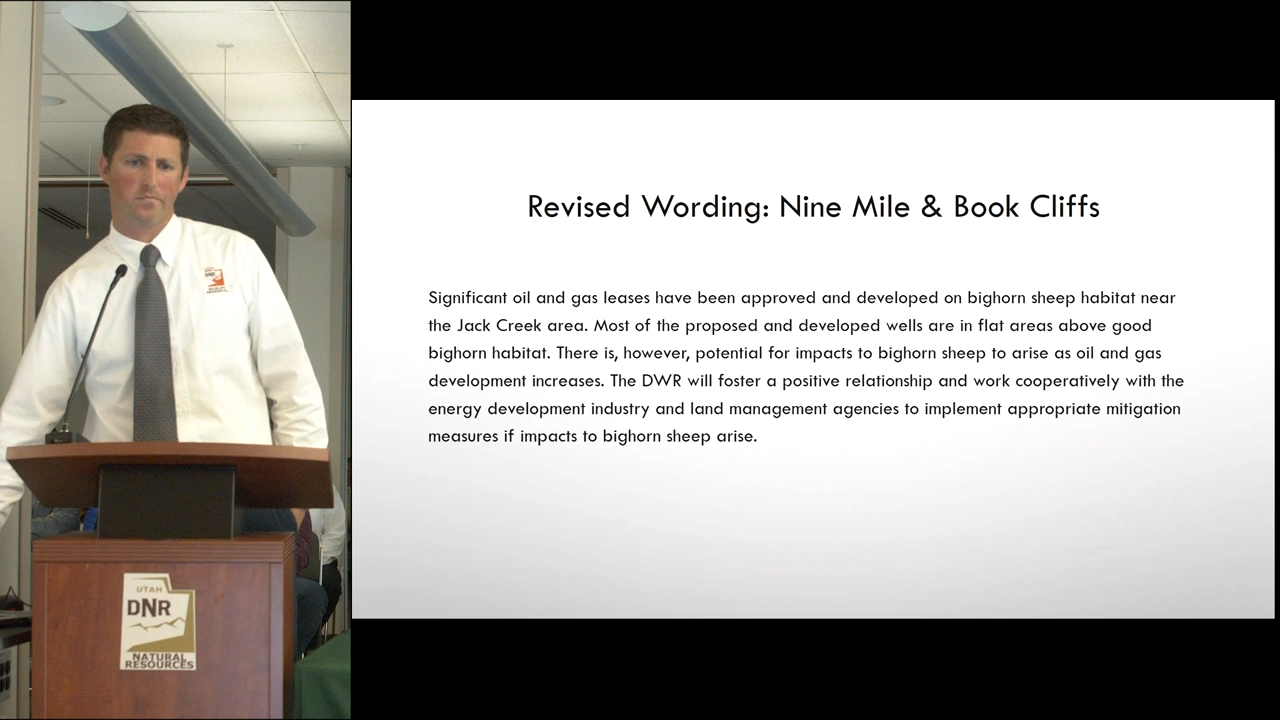 Revised Wording: Nine Mile & Book Cliffs
Significant oil and gas leases have been approved and developed on bighorn sheep habitat near
the Jack Creek area. Most of the proposed and developed wells are in flat areas above good
bighorn habitat. There is, however, potential for impacts to bighorn sheep to arise as oil and gas
development increases. The DWR will foster a positive relationship and work cooperatively with the
energy development industry and land management agencies to implement appropriate mitigation
measures if impacts to bighorn sheep arise.
UTAH
DNR
NATURAL
RESOURCES